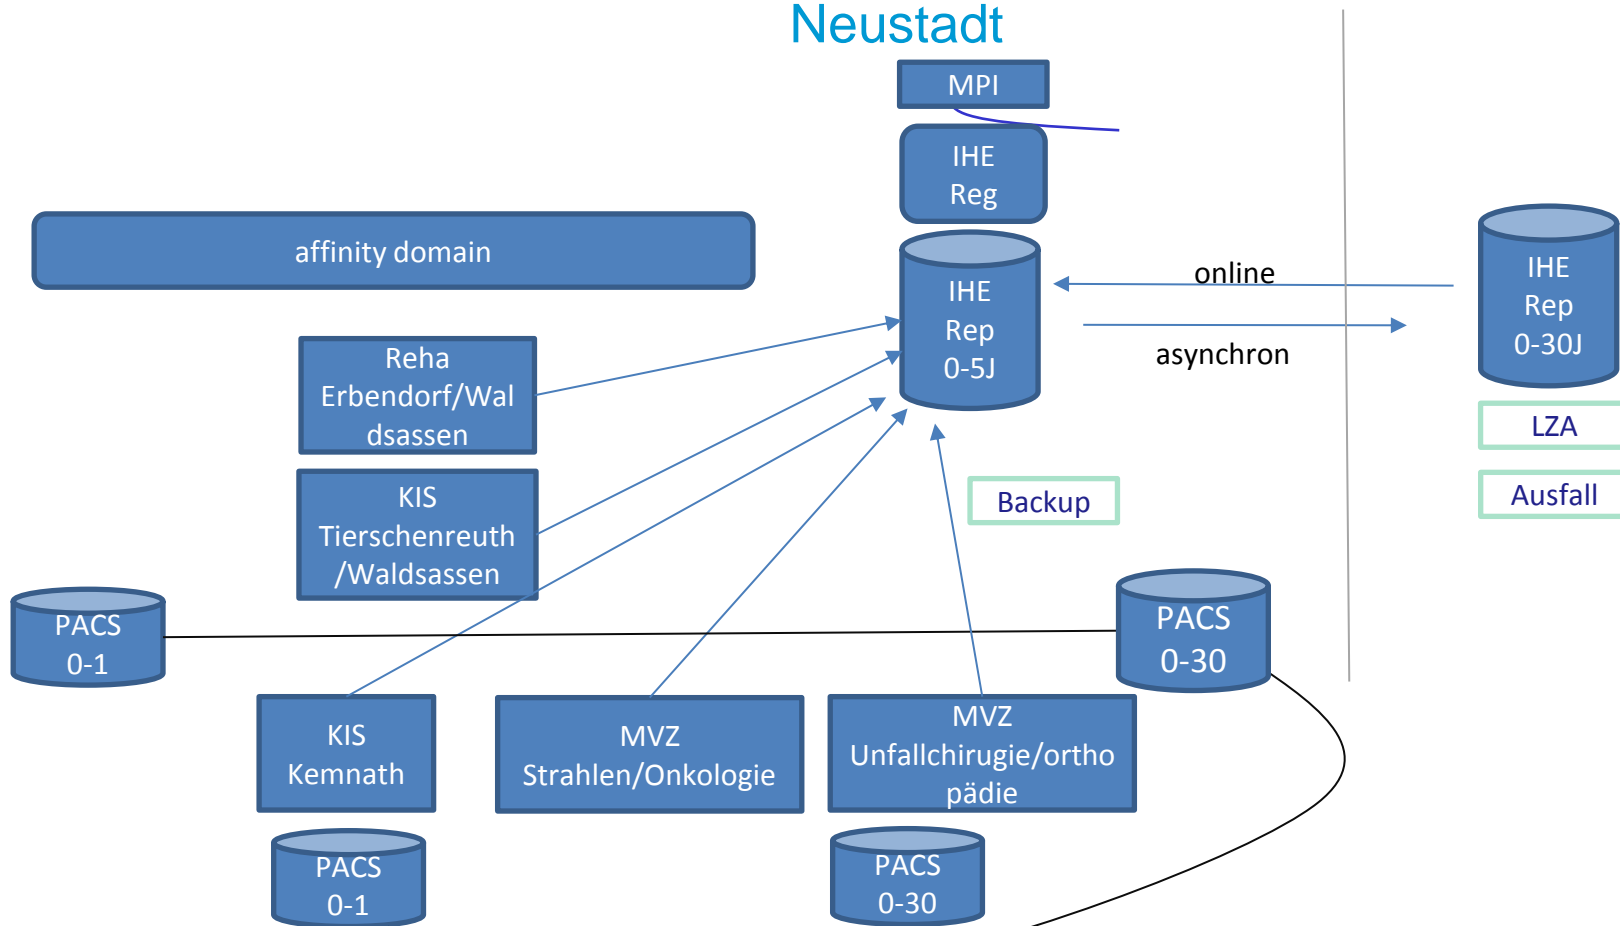 Neustadt
MPI
IHE
Reg
affinity domain
IHE
Rep
0-5J
online
asynchron
IHE
Rep
0-30J
LZA
Ausfall
Reha
Erbendorf/Wal
dsassen
KIS
Tierschenreuth
/Waldsassen
Backup
PACS
0-1
PACS
0-30
KIS
Kemnath
MVZ
Strahlen/Onkologie
MVZ
Unfallchirugie/ortho
pädie
PACS
0-1
PACS
0-30